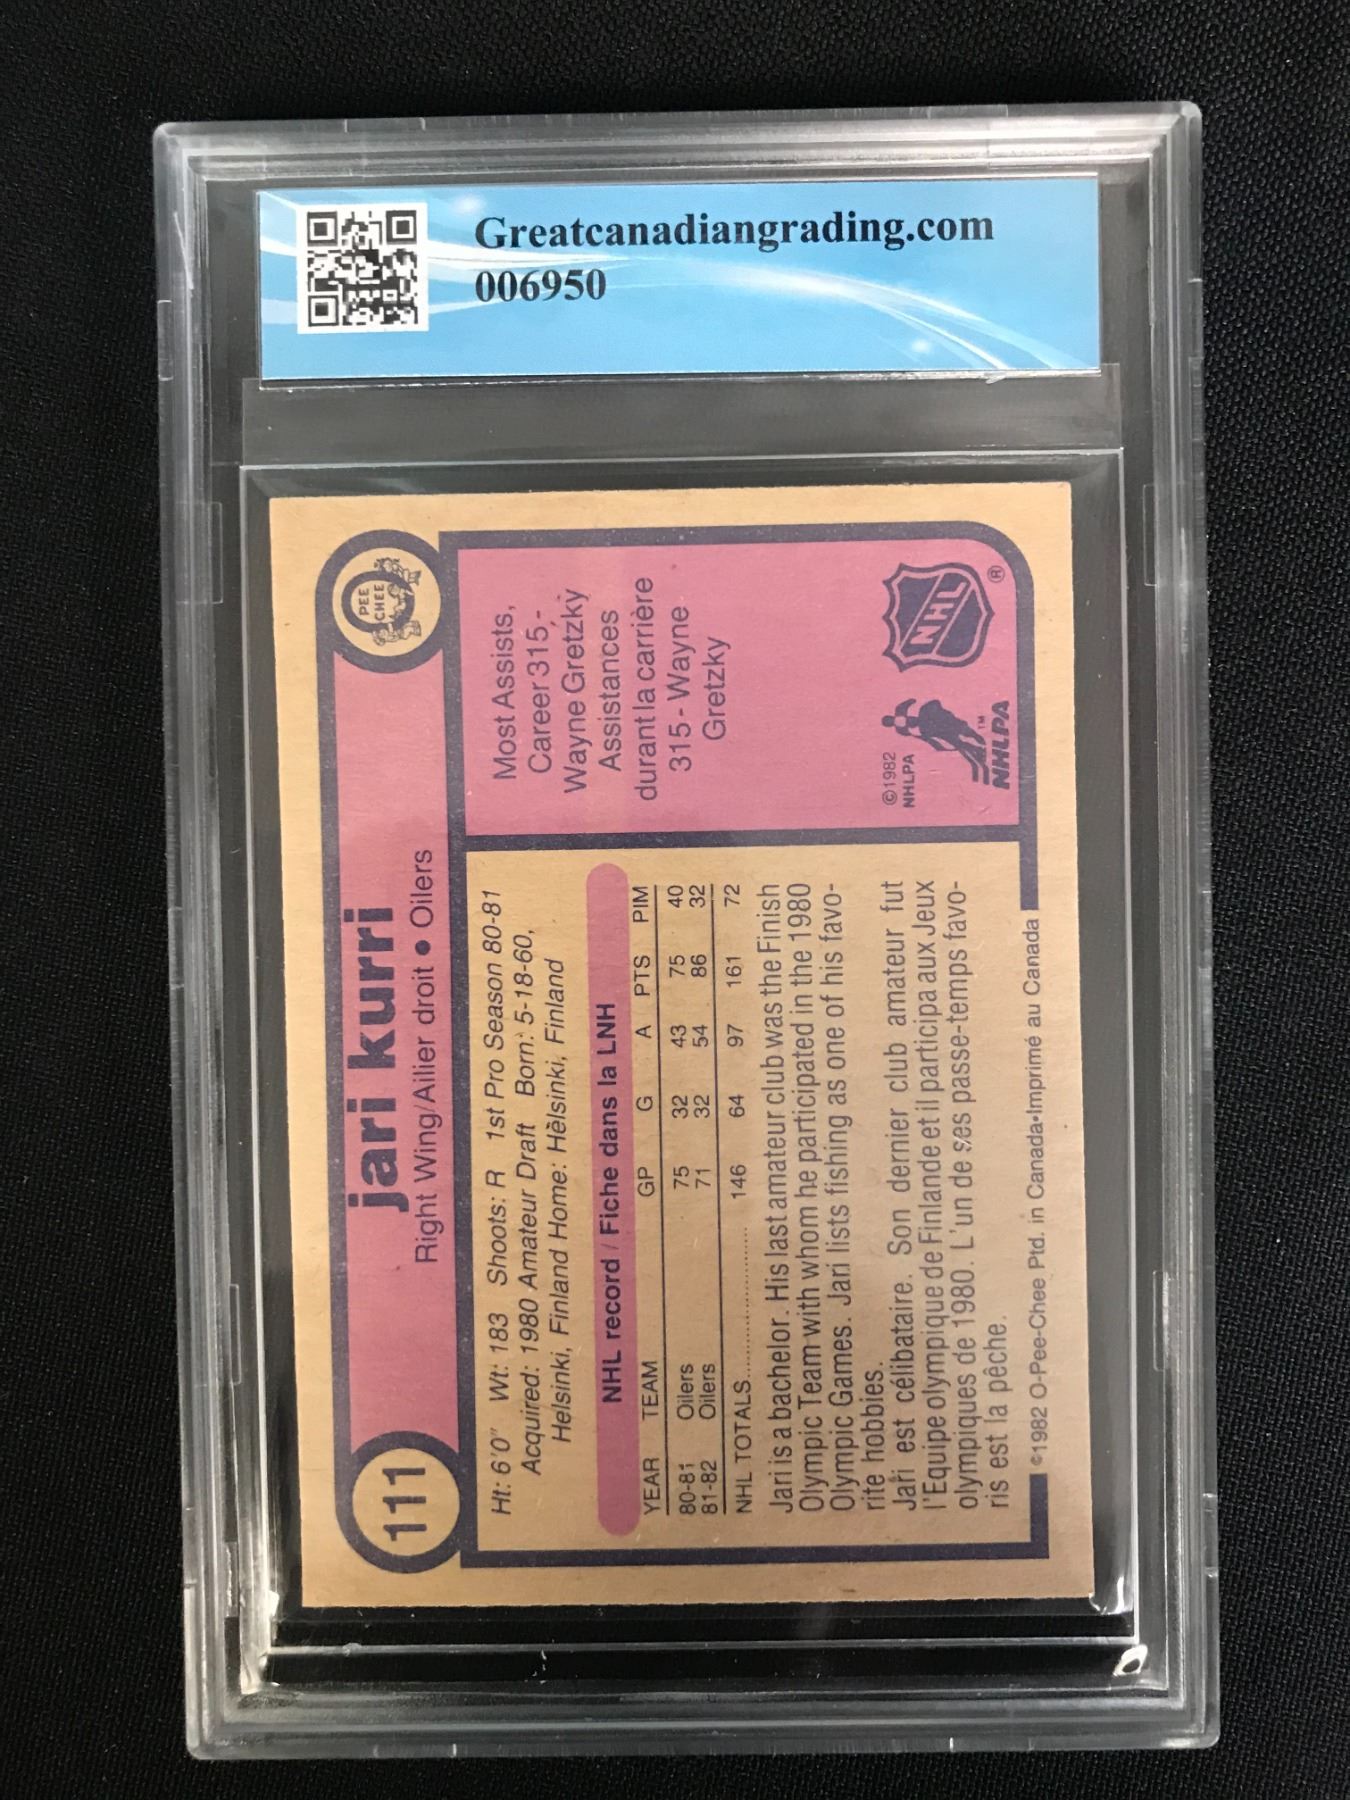 Greatcanadiangrading.com
006950
111
jari kurri
Right Wing/Ailier droit • Oilers
PEE
CHEE
Ht: 6'0" Wt: 183 Shoots: R 1st Pro Season 80-81
Acquired: 1980 Amateur Draft Born: 5-18-60,
Helsinki, Finland Home: Helsinki, Finland
NHL record / Fiche dans la LNH
YEAR TEAM GP G A PTS PIM
80-81 Oilers 75 32 43 75 40
81-82 Oilers 71 32 54 86 32
NHL TOTALS.................... 146 64 97 161 72
Jari is a bachelor. His last amateur club was the Finish
Olympic Team with whom he participated in the 1980
Olympic Games. Jari lists fishing as one of his favo-
rite hobbies.
Jari est célibataire. Son dernier club amateur fut
l'Equipe olympique de Finlande et il participa aux Jeux
olympiques de 1980. L'un de ses passe-temps favo-
ris est la pêche.
Most Assists,
Career 315 -
Wayne Gretzky
Assistances
durant la carrière
315 - Wayne
Gretzky
©1982
NHLPA
NHLPA™
NHL®
©1982 O-Pee-Chee Ptd. in Canada•Imprimé au Canada